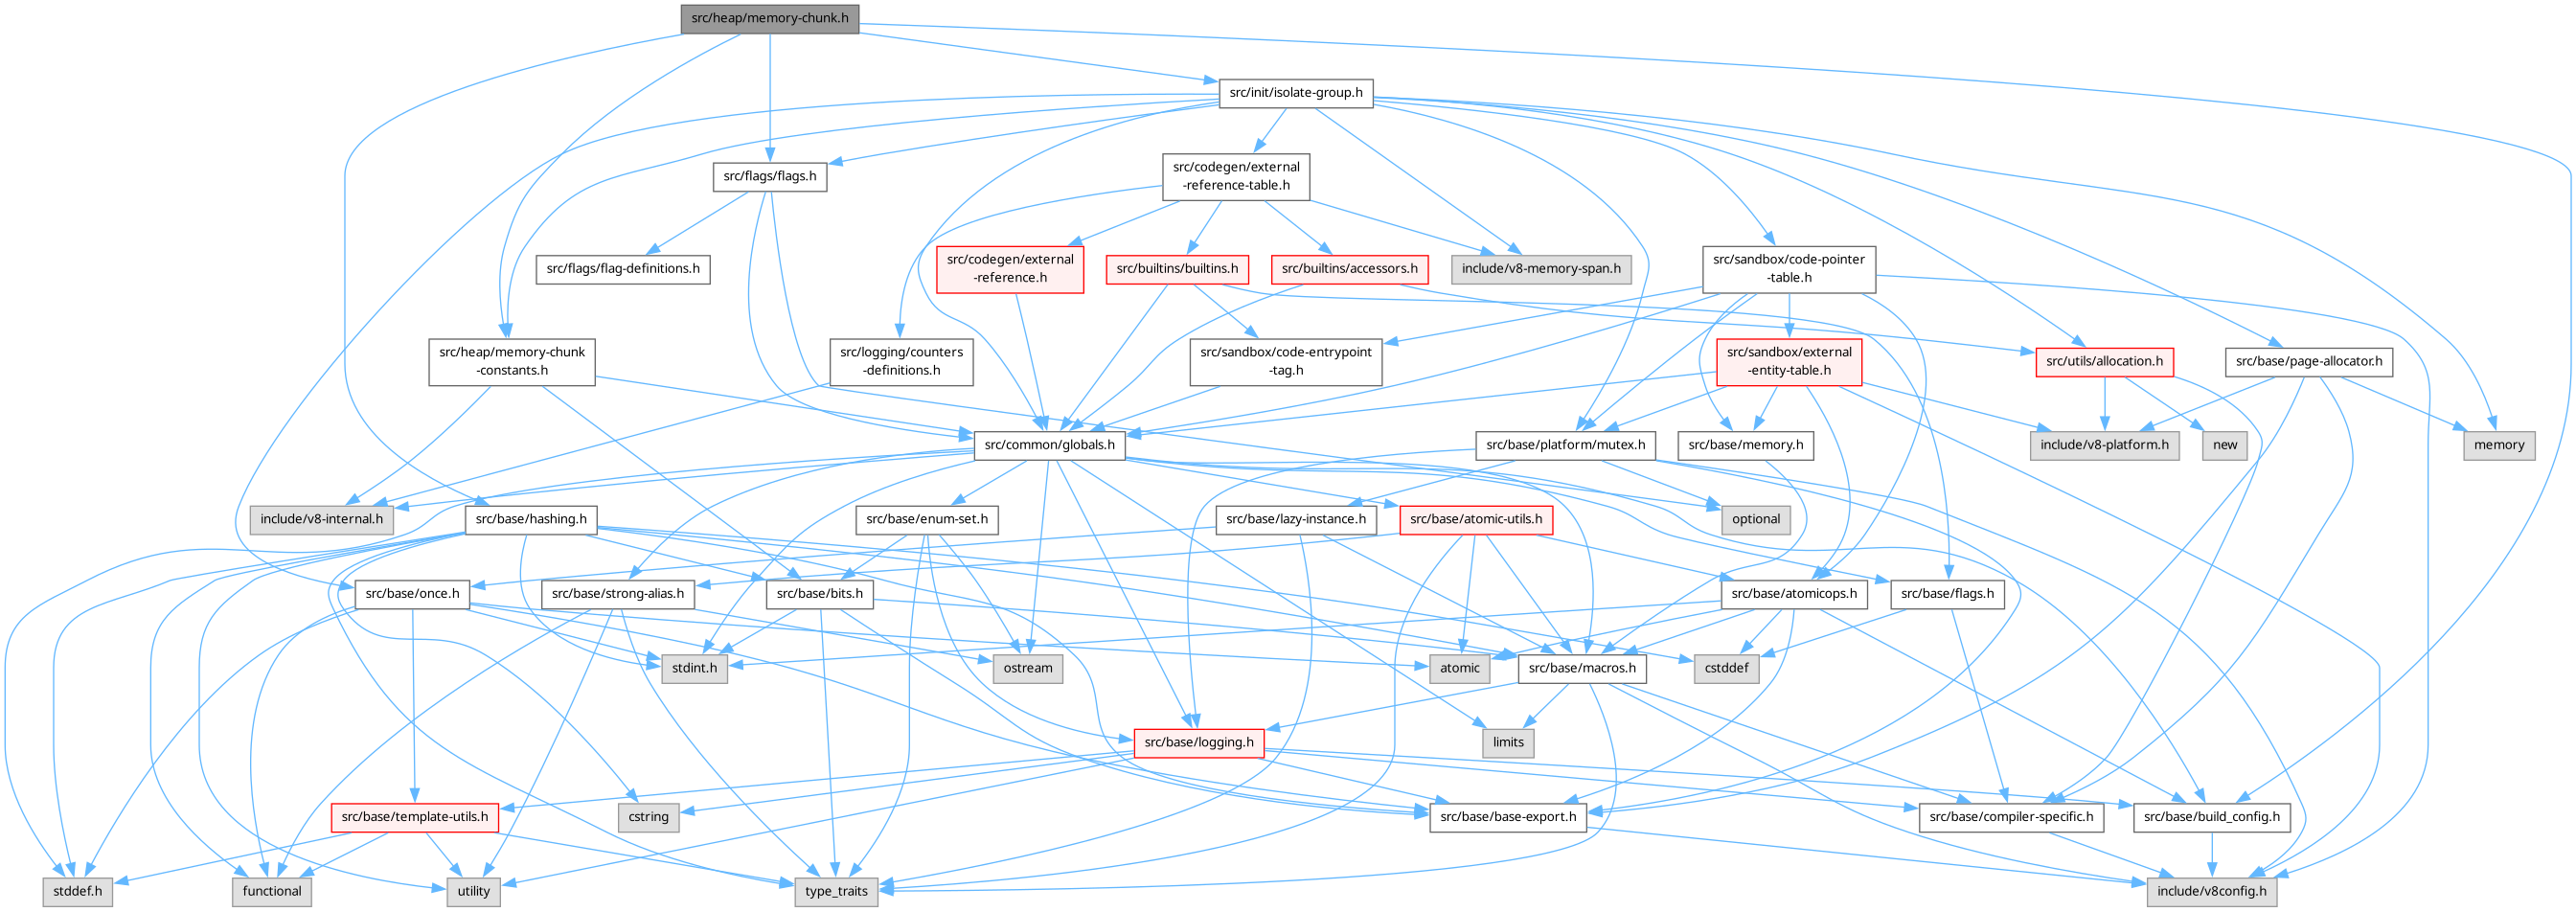 src/heap/memory-chunk.h
src/init/isolate-group.h
src/flags/flags.h
src/codegen/external
-reference-table.h
src/flags/flag-definitions.h
src/codegen/external
-reference.h
src/builtins/builtins.h
src/builtins/accessors.h
include/v8-memory-span.h
src/sandbox/code-pointer
-table.h
src/heap/memory-chunk
-constants.h
src/logging/counters
-definitions.h
src/sandbox/code-entrypoint
-tag.h
src/sandbox/external
-entity-table.h
src/utils/allocation.h
src/base/page-allocator.h
src/common/globals.h
src/base/platform/mutex.h
src/base/memory.h
include/v8-platform.h
new
memory
include/v8-internal.h
src/base/hashing.h
src/base/enum-set.h
src/base/lazy-instance.h
src/base/atomic-utils.h
optional
src/base/once.h
src/base/strong-alias.h
src/base/bits.h
src/base/atomicops.h
src/base/flags.h
stdint.h
ostream
atomic
src/base/macros.h
cstddef
src/base/logging.h
limits
src/base/template-utils.h
cstring
src/base/base-export.h
src/base/compiler-specific.h
src/base/build_config.h
stddef.h
functional
utility
type_traits
include/v8config.h